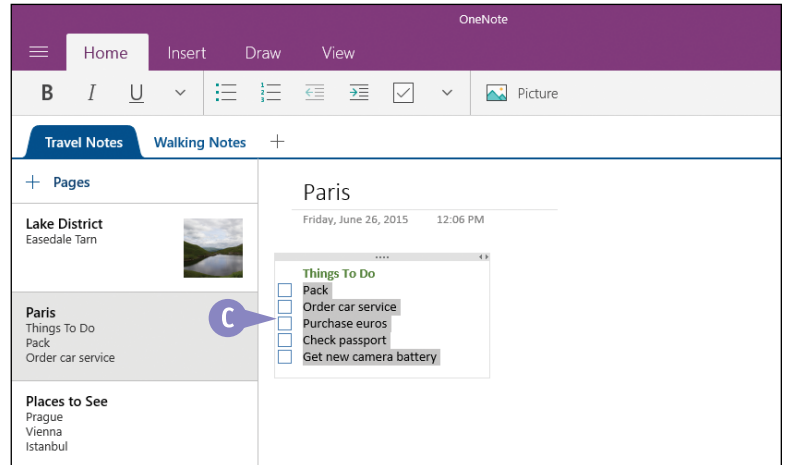 OneNote
Home Insert Draw View
B I U Picture
Travel Notes Walking Notes
Pages
Lake District
Easedale Tarn
Paris
Things To Do
Pack
Order car service
Places to See
Prague
Vienna
Istanbul
Paris
Friday, June 26, 2015 12:06 PM
Things To Do
Pack
Order car service
Purchase euros
Check passport
Get new camera battery
C